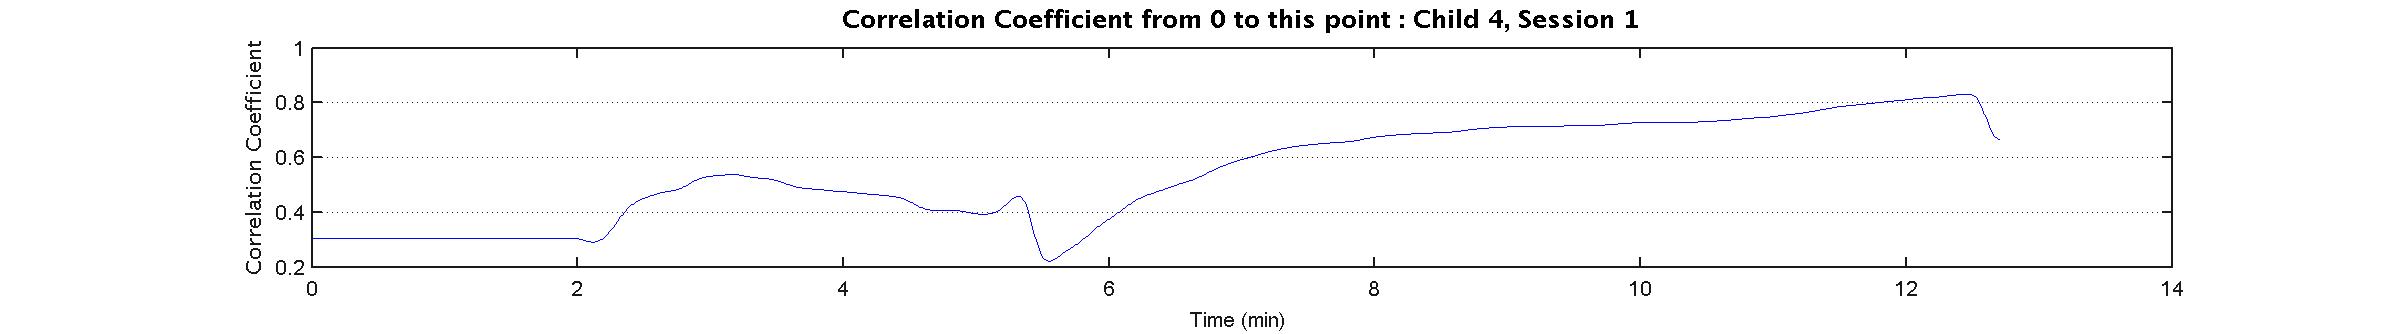 Correlation Coefficient from 0 to this point : Child 4, Session 1
Correlation Coefficient
1
0.8
0.6
0.4
0.2
0 2 4 6 8 10 12 14
Time (min)